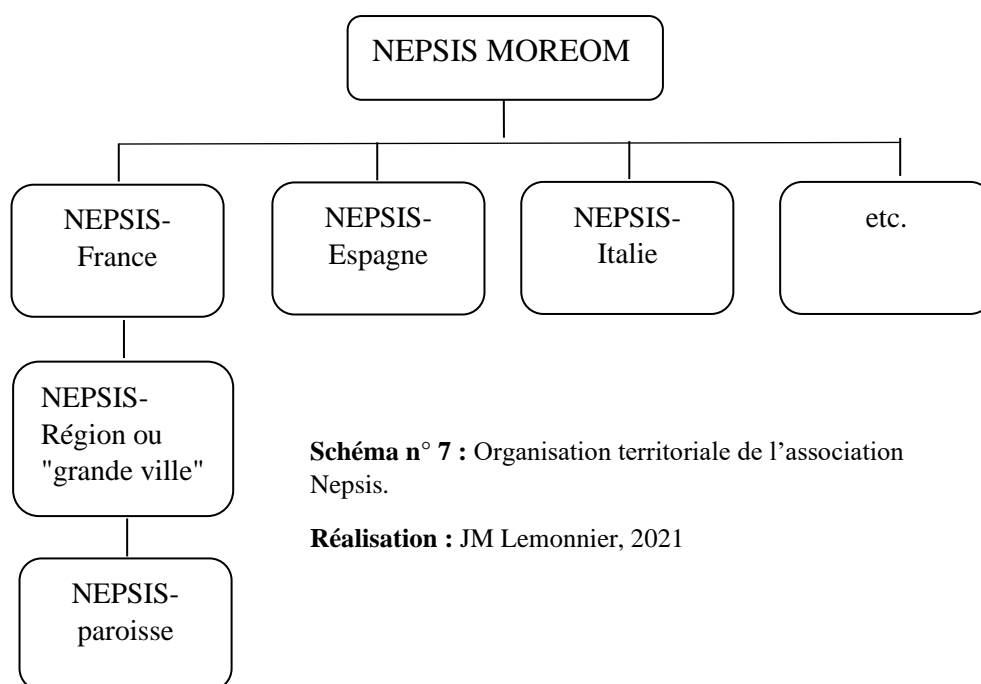 NEPSIS MOREOM
NEPSIS-
France
NEPSIS-
Espagne
NEPSIS-
Italie
etc.
NEPSIS-
Région ou
"grande ville"
Schéma n° 7 : Organisation territoriale de l’association
Nepsis.
Réalisation : JM Lemonnier, 2021
NEPSIS-
paroisse